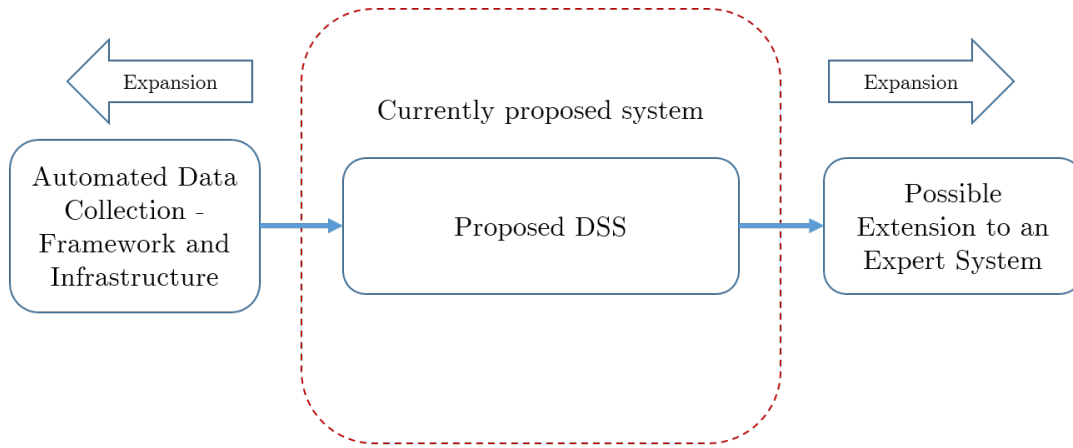 Expansion
Expansion
Currently proposed system
Automated Data
Collection -
Framework and
Infrastructure
Proposed DSS
Possible
Extension to an
Expert System